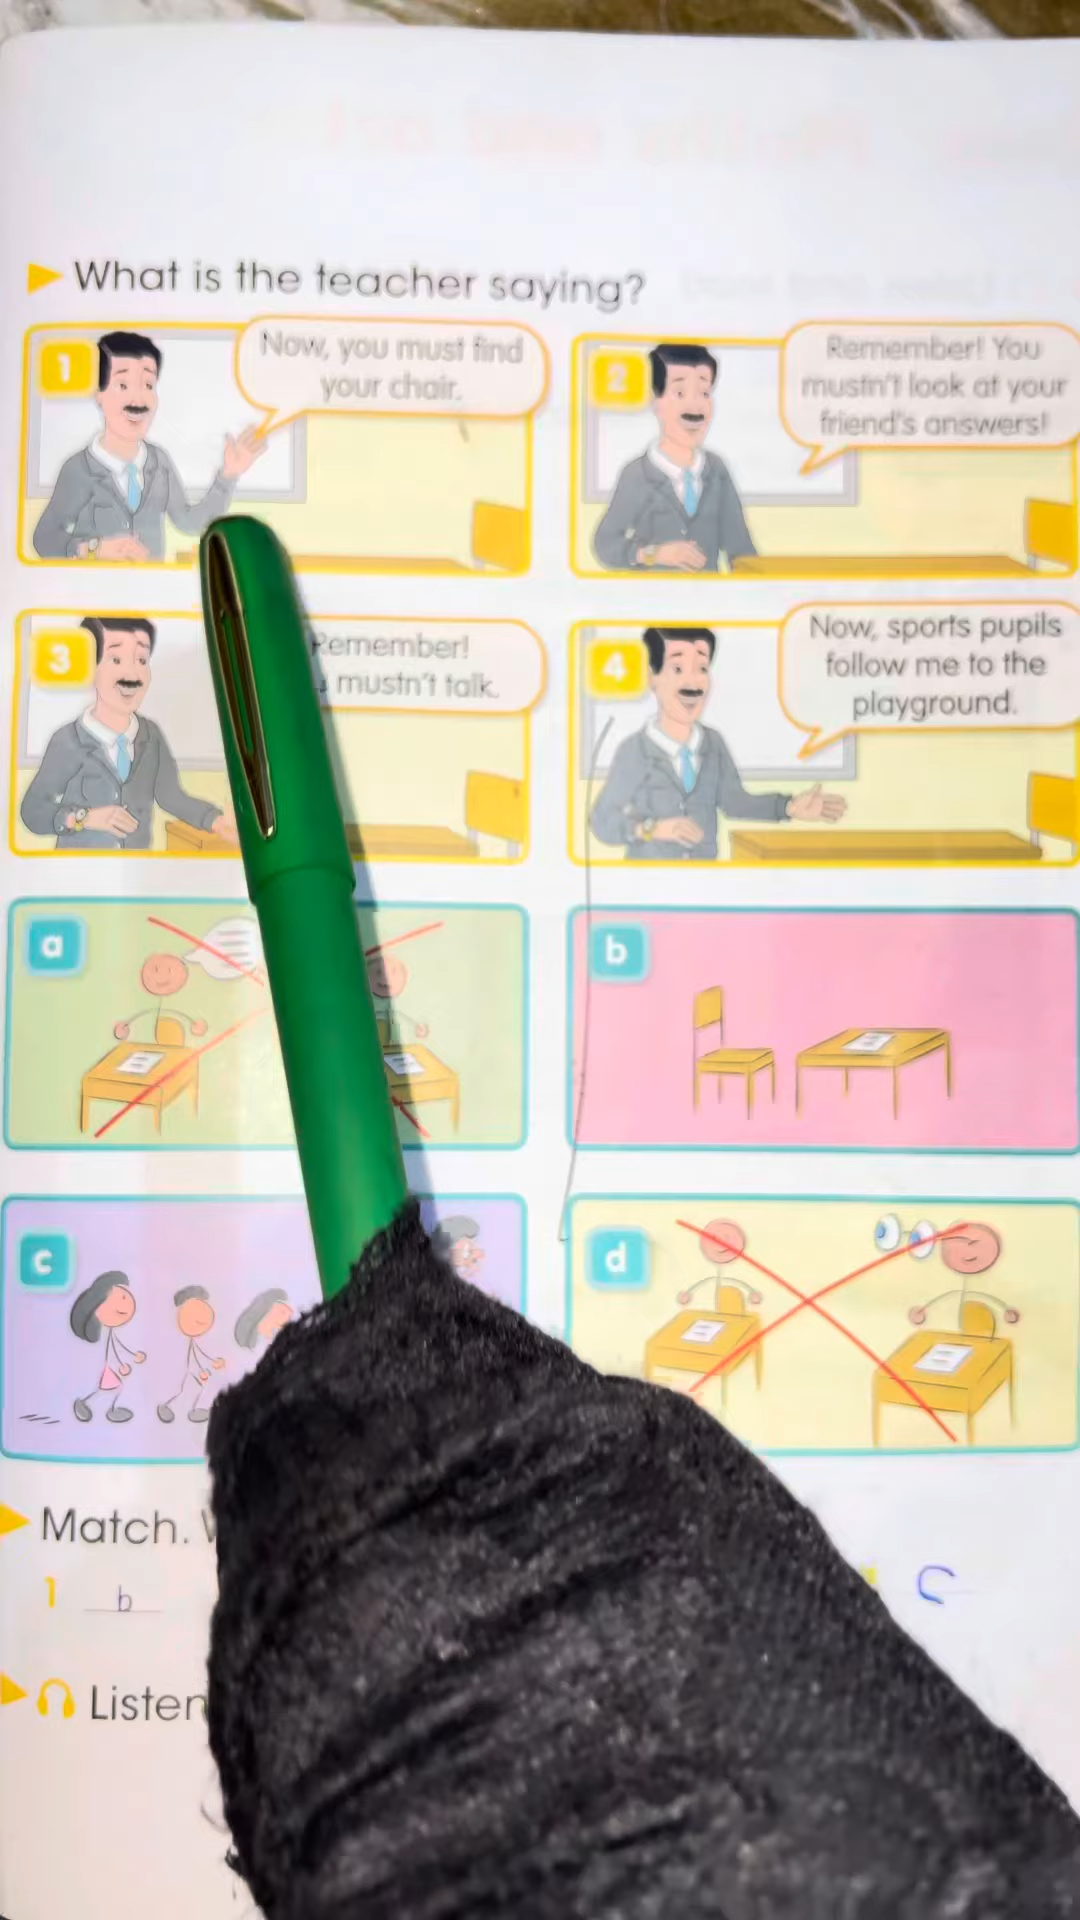 What is the teacher saying?
1
Now, you must find
your chair.
2
Remember! You
mustn't look at your
friend's answers!
3
Remember!
mustn't talk.
4
Now, sports pupils
follow me to the
playground.
a
b
c
d
Match.
1 b
C
Listen